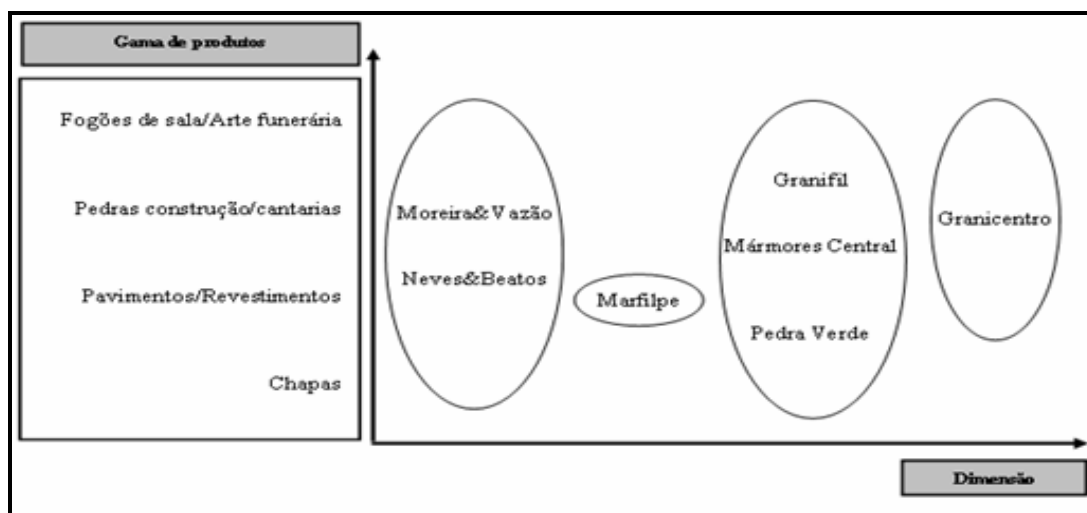 Gama de produtos
Fogões de sala/Arte funerária
Pedras construção/cantarias
Pavimentos/Revestimentos
Chapas
Moreira&Vazão
Neves&Beatos
Marfilpe
Granifil
Mármores Central
Pedra Verde
Granicentro
Dimensão